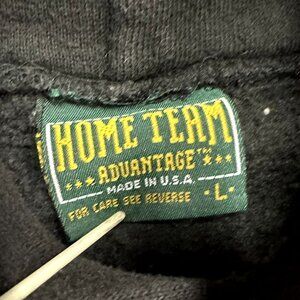 HOME TEAM
★★★ ADVANTAGE™ ★★★
MADE IN U.S.A.
FOR CARE SEE REVERSE · L ·